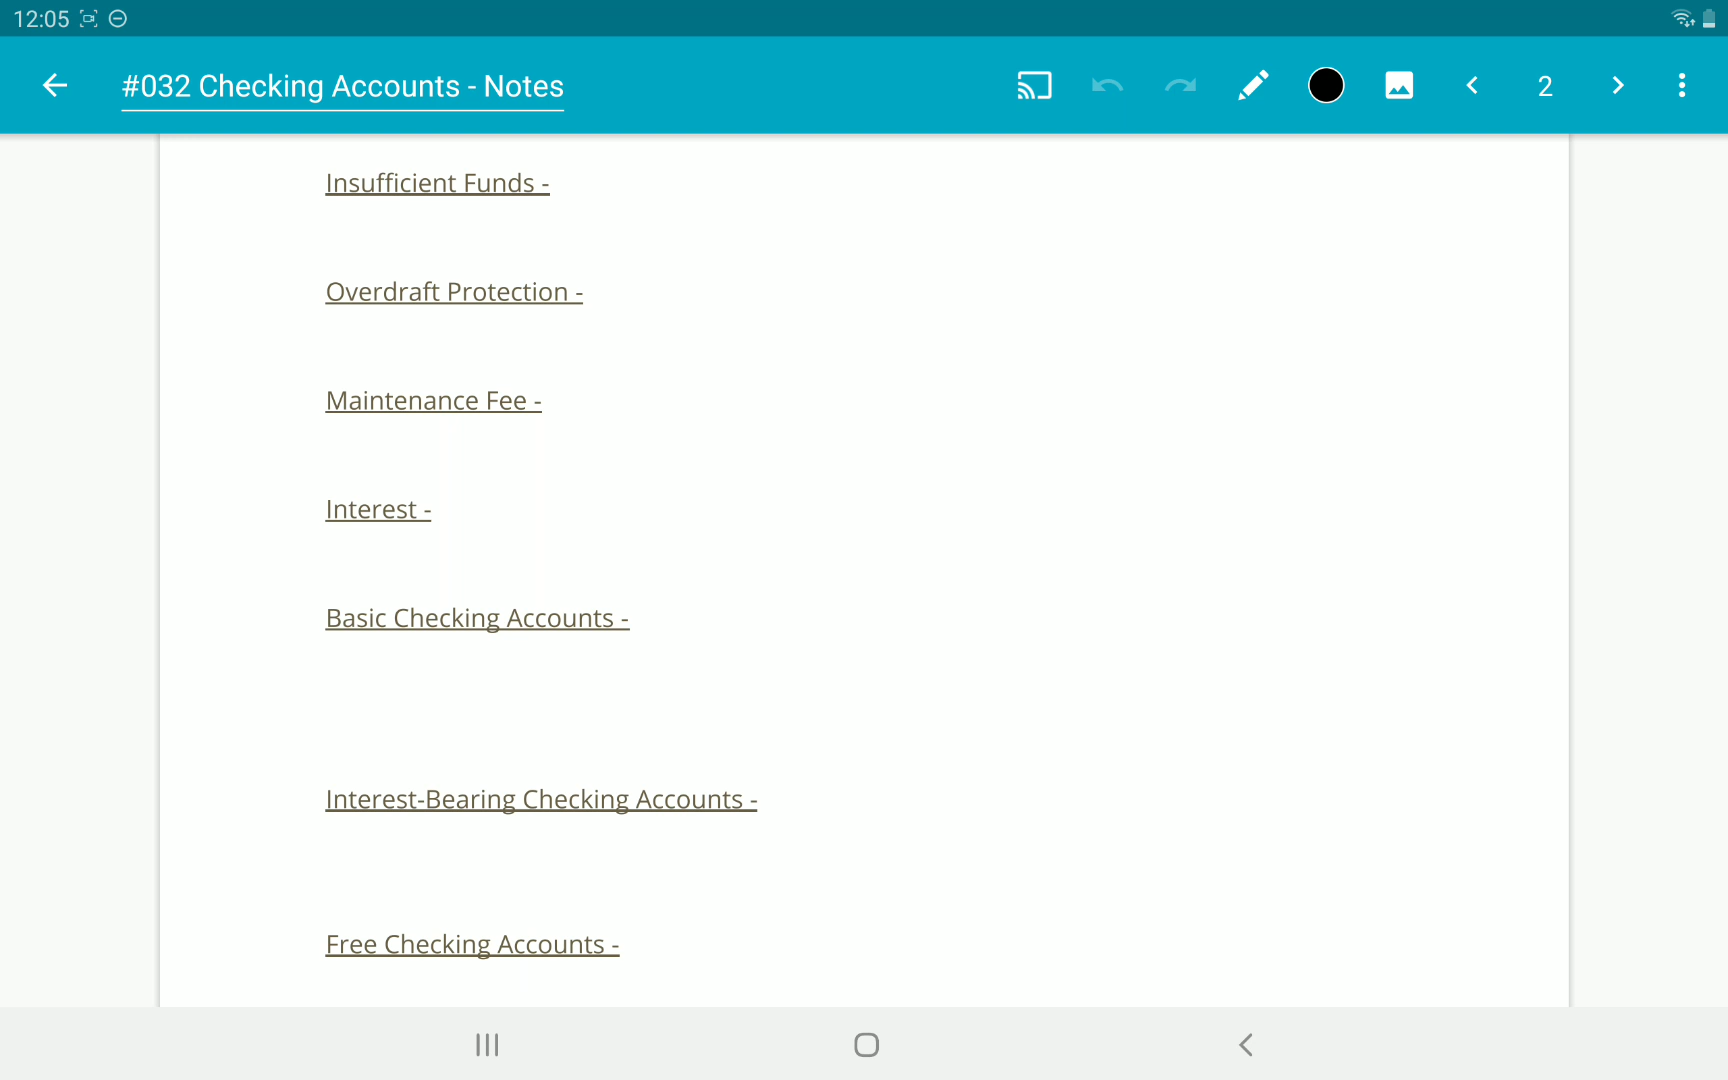 12:05
#032 Checking Accounts - Notes
2
Insufficient Funds -
Overdraft Protection -
Maintenance Fee -
Interest -
Basic Checking Accounts -
Interest-Bearing Checking Accounts -
Free Checking Accounts -